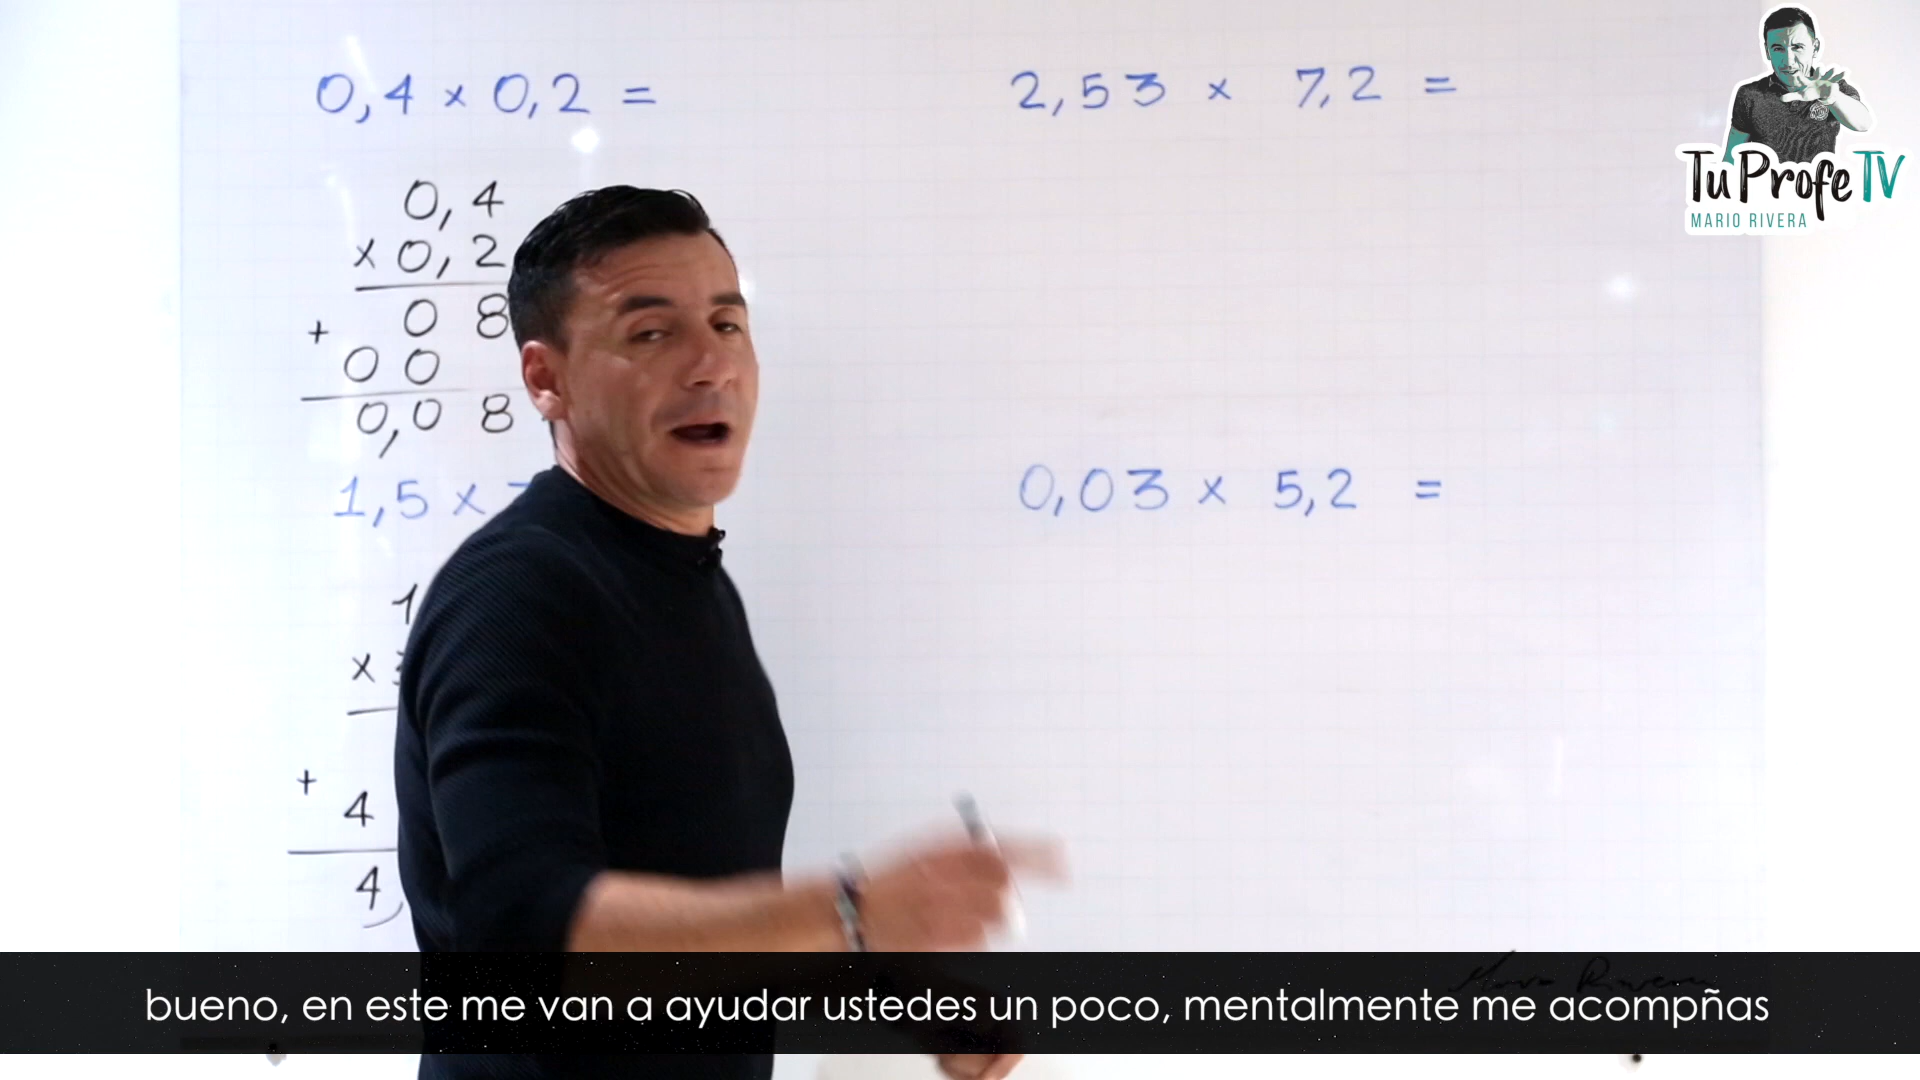 0,4 x 0,2 =
0,4
x 0,2
+ 0 8
0 0
0,0 8
1,5 x
1
x
+ 4
4,
2,53 x 7,2 =
0,03 x 5,2 =
Tu Profe TV
MARIO RIVERA
bueno, en este me van a ayudar ustedes un poco, mentalmente me acompñas